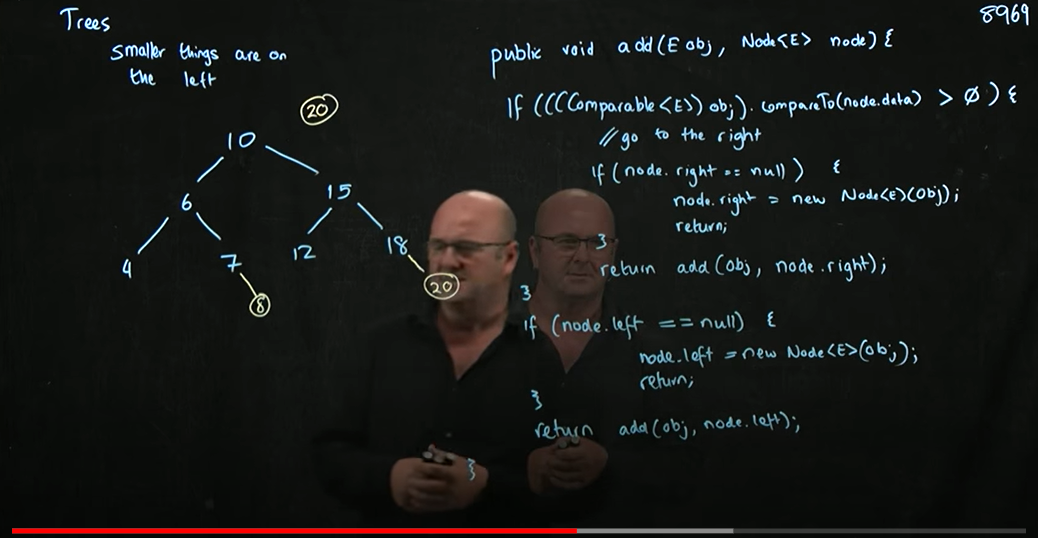 Trees
8969
Smaller things are on
the left
20
10
6
15
4
7
12
18
8
20
public void add(E obj, Node<E> node) {
If (((Comparable<E>) obj).compareTo(node.data) > Ø) {
//go to the right
if (node.right == null) {
node.right = new Node<E>(obj);
return;
}
return add(obj, node.right);
}
if (node.left == null) {
node.left = new Node<E>(obj);
return;
}
return add(obj, node.left);
}